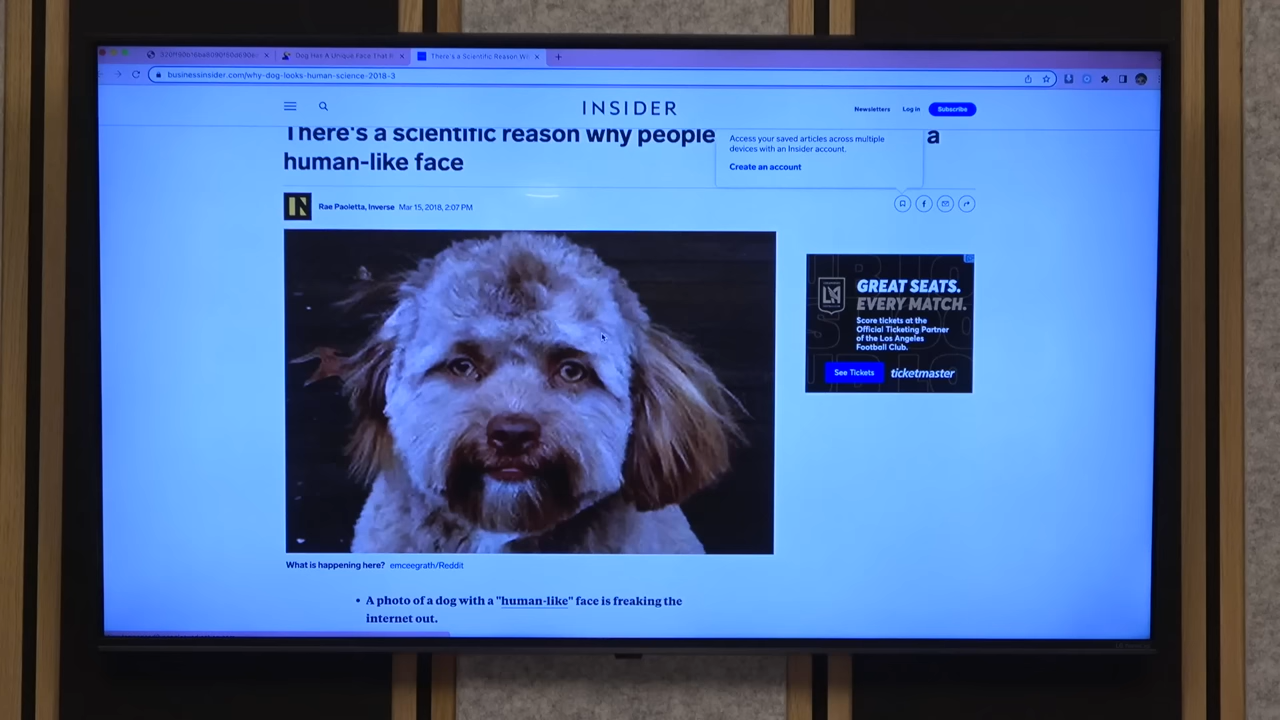 Dog Has A Unique Face That R
There's a Scientific Reason Wh
businessinsider.com/why-dog-looks-human-science-2018-3
INSIDER
Newsletters
Log in
Subscribe
There's a scientific reason why people
a
human-like face
Access your saved articles across multiple
devices with an Insider account.
Create an account
Rae Paoletta, Inverse Mar 15, 2018, 2:07 PM
GREAT SEATS.
EVERY MATCH.
Score tickets at the
Official Ticketing Partner
of the Los Angeles
Football Club.
See Tickets
ticketmaster
What is happening here? emceegrath/Reddit
• A photo of a dog with a "human-like" face is freaking the
internet out.